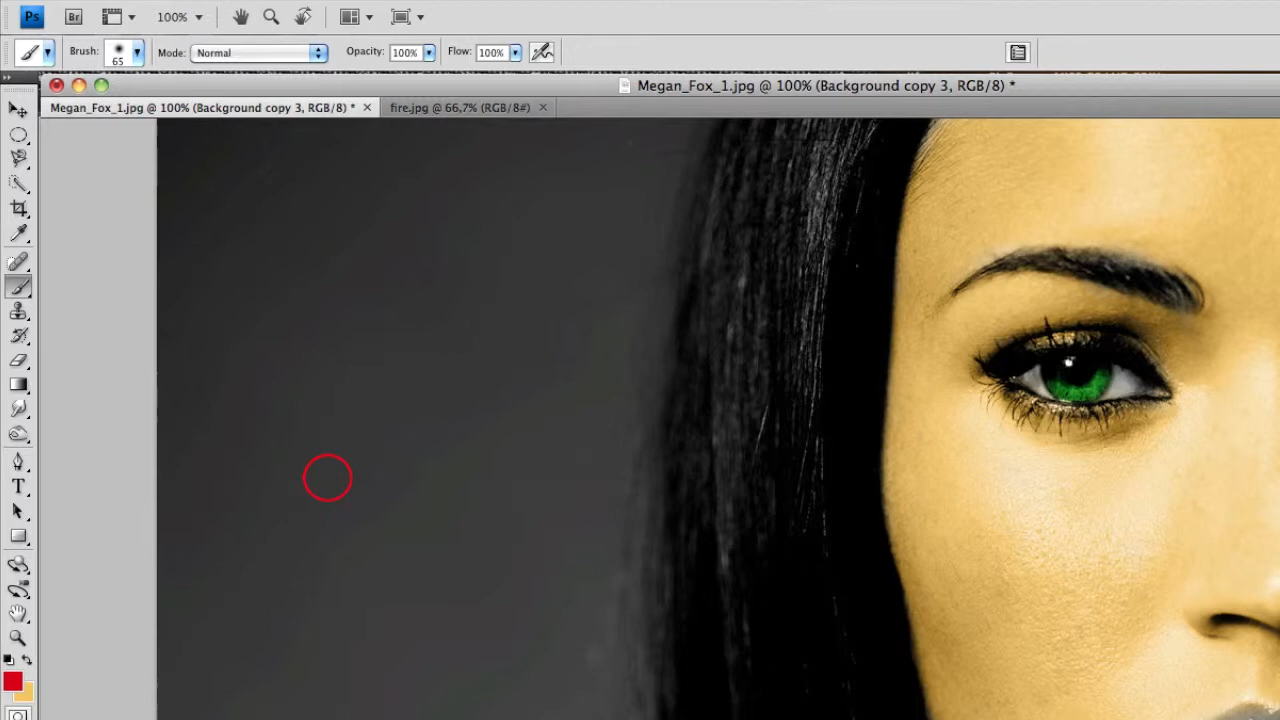 Ps Br 100%
Brush: 65 Mode: Normal Opacity: 100% Flow: 100%
Megan_Fox_1.jpg @ 100% (Background copy 3, RGB/8) *
Megan_Fox_1.jpg @ 100% (Background copy 3, RGB/8) * fire.jpg @ 66,7% (RGB/8#)
T